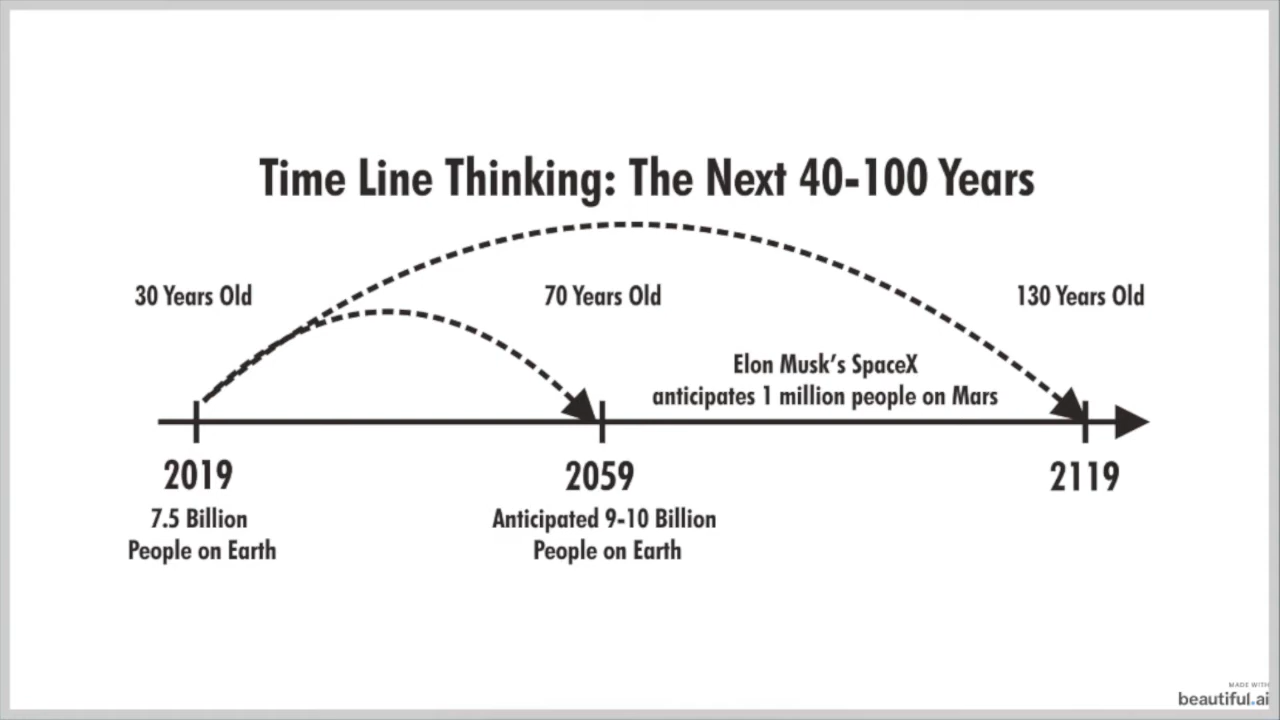 Time Line Thinking: The Next 40-100 Years
30 Years Old
70 Years Old
130 Years Old
Elon Musk's SpaceX
anticipates 1 million people on Mars
2019
2059
2119
7.5 Billion
People on Earth
Anticipated 9-10 Billion
People on Earth
MADE WITH
beautiful.ai